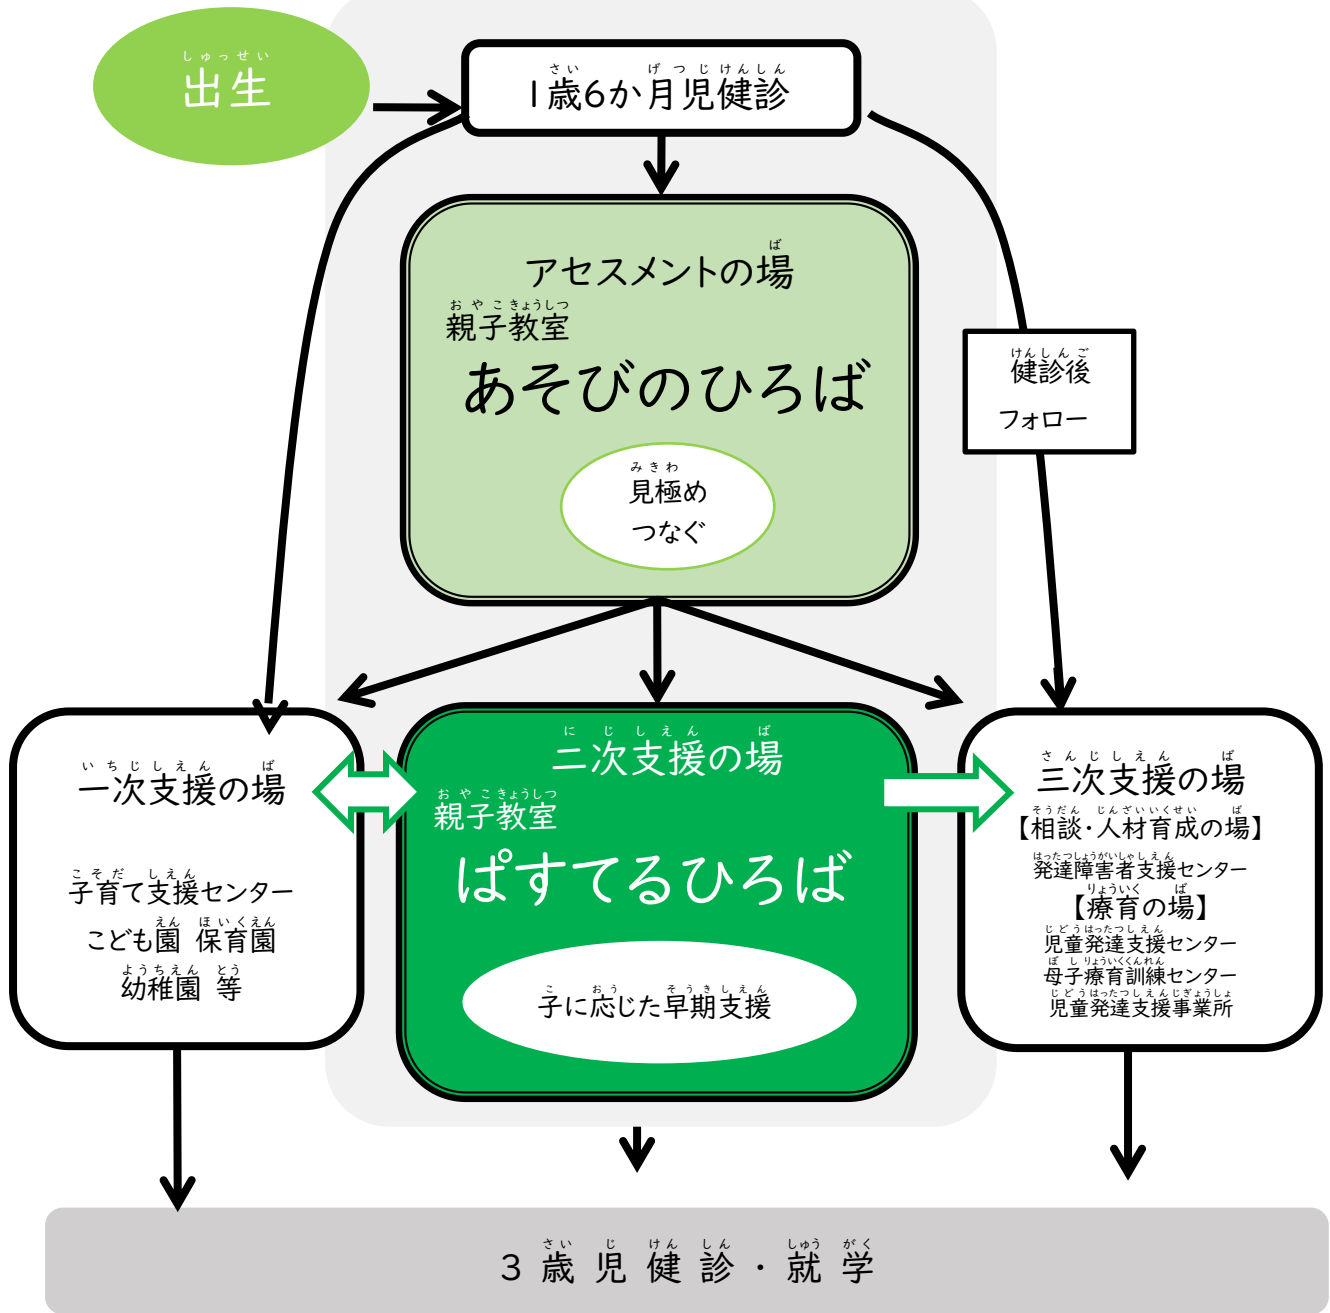 出生
1歳6か月児健診
アセスメントの場
親子教室
あそびのひろば
見極め
つなぐ
健診後
フォロー
一次支援の場
子育て支援センター
こども園 保育園
幼稚園 等
二次支援の場
親子教室
ぱすてるひろば
子に応じた早期支援
三次支援の場
【相談・人材育成の場】
発達障害者支援センター
【療育の場】
児童発達支援センター
母子療育訓練センター
児童発達支援事業所
3歳児健診・就学